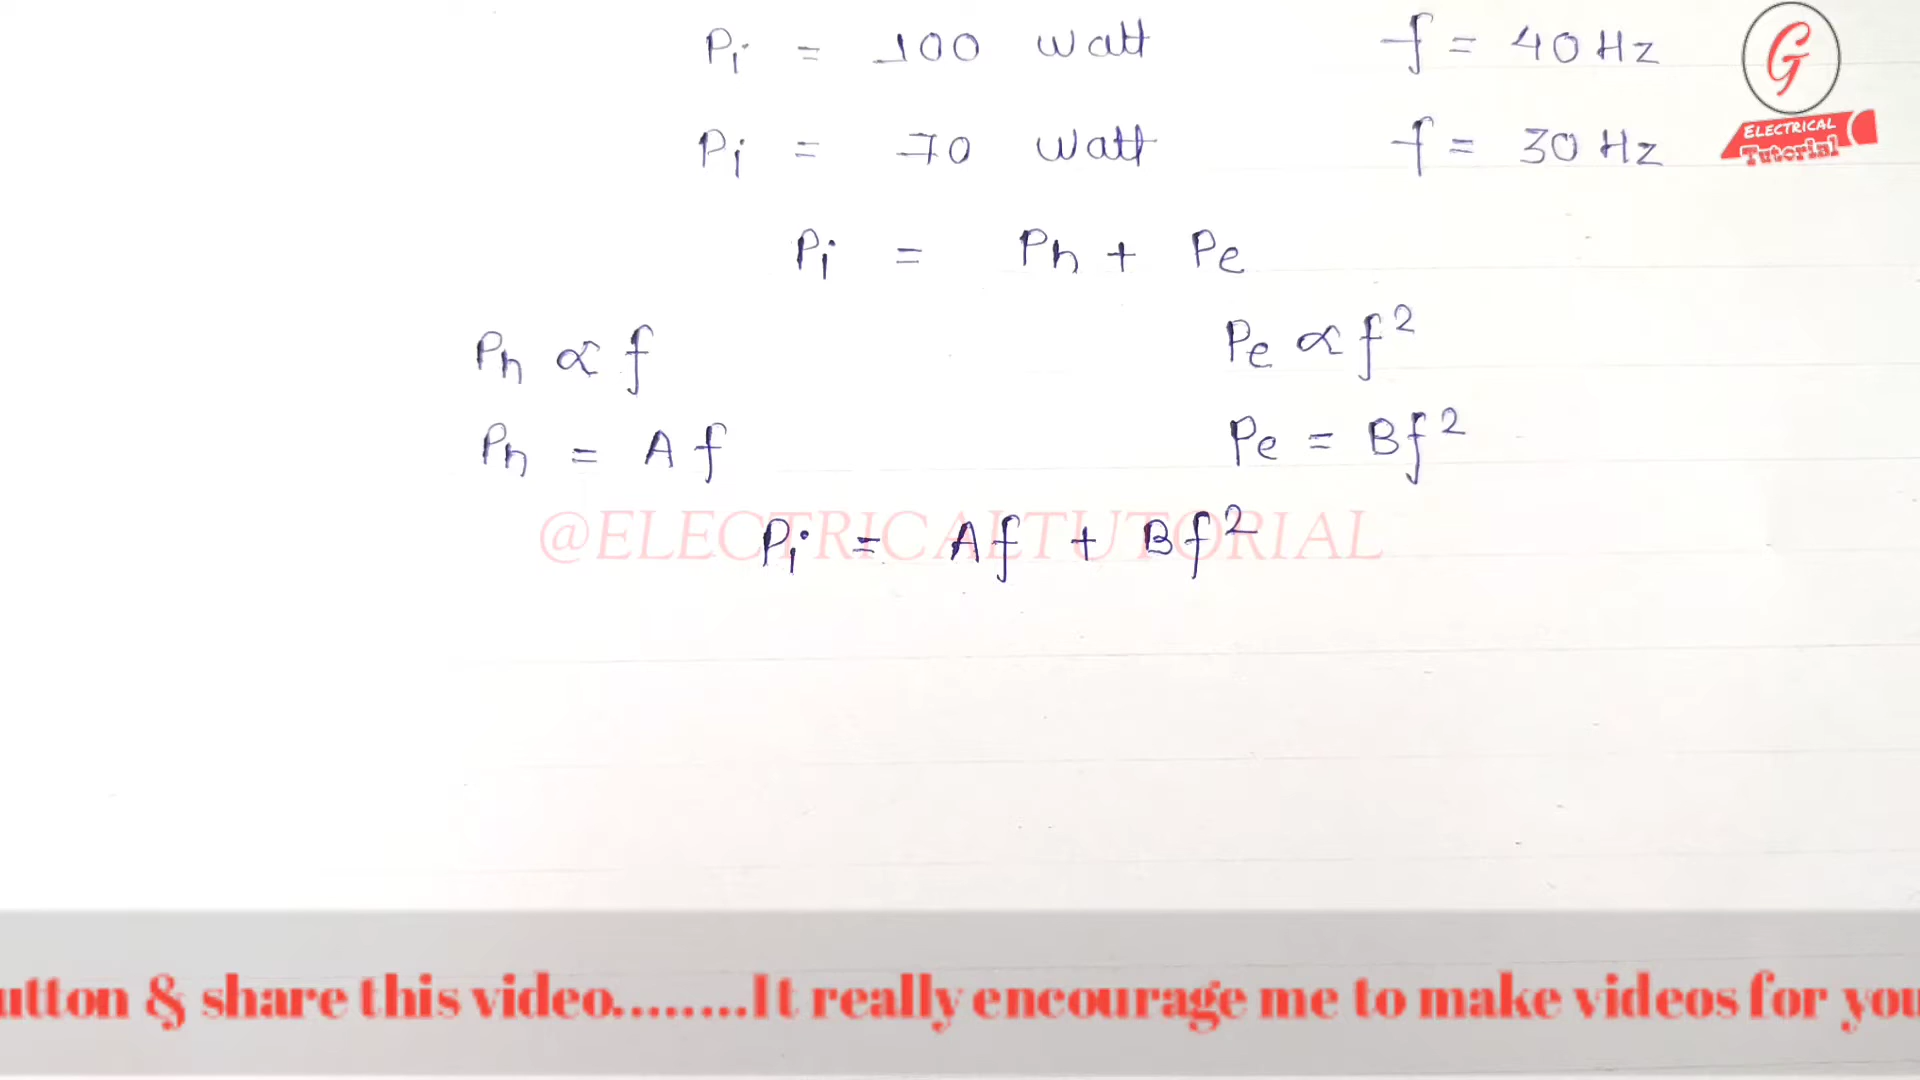 Pi = 100 watt f = 40 Hz
G
Pi = 70 watt f = 30 Hz
ELECTRICAL
Tutorial
Pi = Ph + Pe
Ph ∝ f Pe ∝ f²
Ph = A f Pe = Bf²
@ELECTRICALTUTORIAL
Pi = Af + Bf²
utton & share this video........It really encourage me to make videos for you